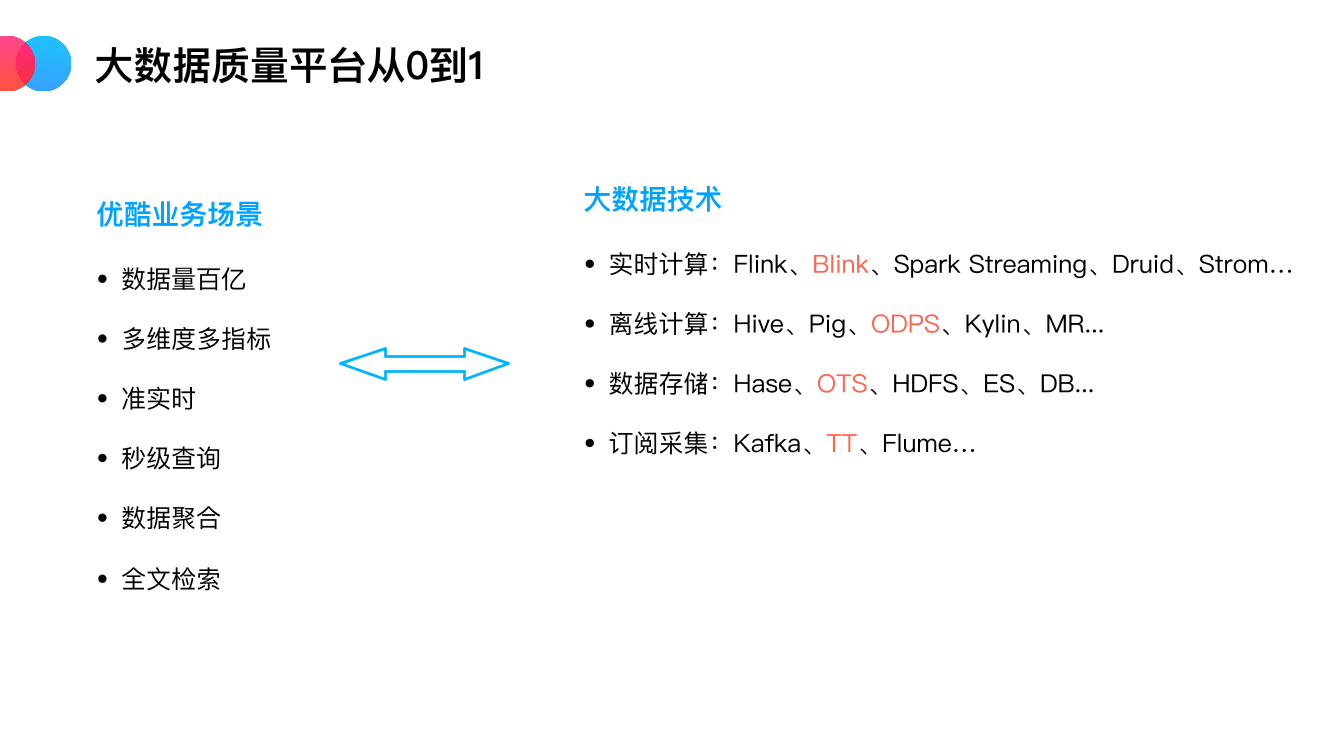 大数据质量平台从0到1
优酷业务场景
• 数据量百亿
• 多维度多指标
• 准实时
• 秒级查询
• 数据聚合
• 全文检索
大数据技术
• 实时计算：Flink、Blink、Spark Streaming、Druid、Strom…
• 离线计算：Hive、Pig、ODPS、Kylin、MR...
• 数据存储：Hase、OTS、HDFS、ES、DB...
• 订阅采集：Kafka、TT、Flume…